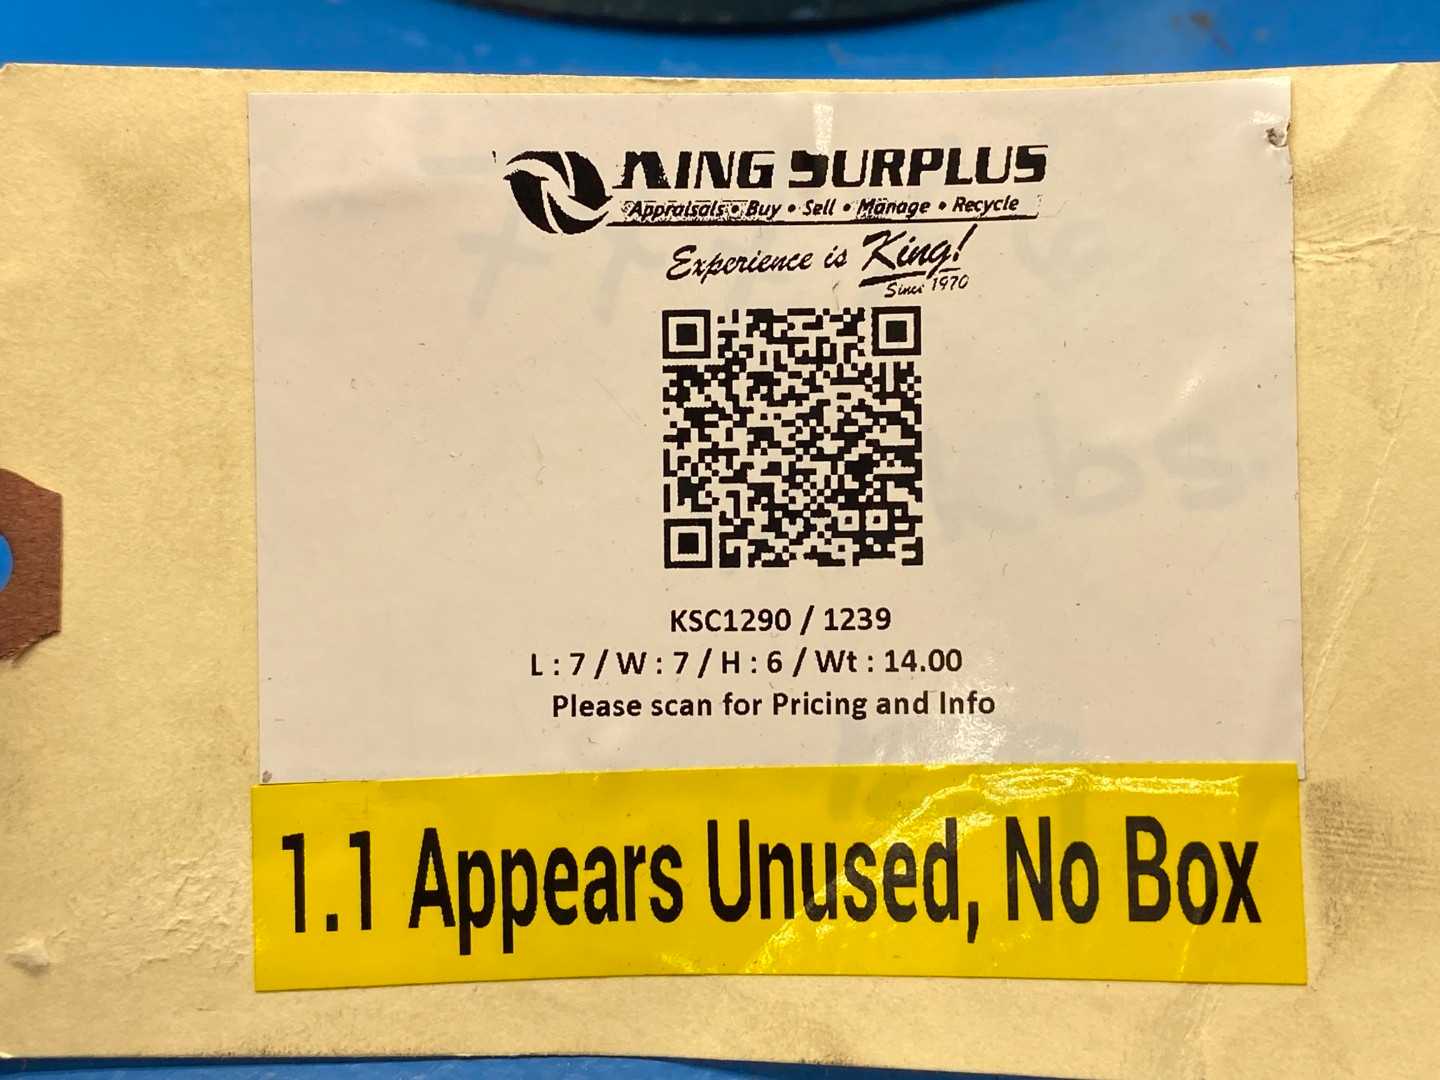 KING SURPLUS
Appraisals • Buy • Sell • Manage • Recycle
Experience is King!
Since 1970
KSC1290 / 1239
L : 7 / W : 7 / H : 6 / Wt : 14.00
Please scan for Pricing and Info
1.1 Appears Unused, No Box